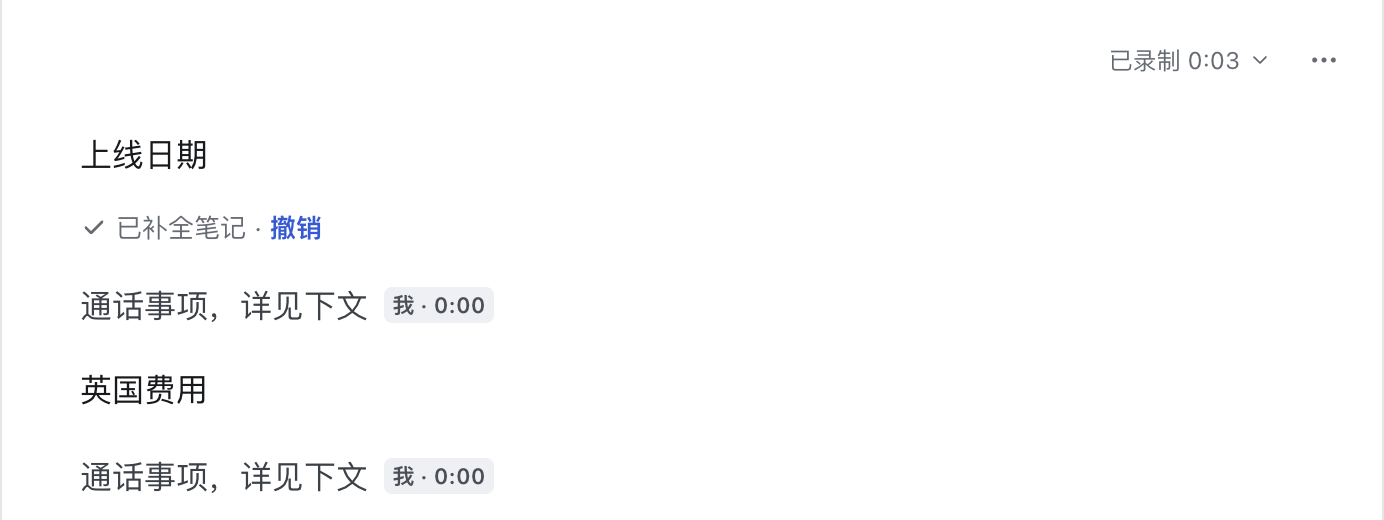 已录制 0:03
上线日期
已补全笔记 · 撤销
通话事项，详见下文 我 · 0:00
英国费用
通话事项，详见下文 我 · 0:00